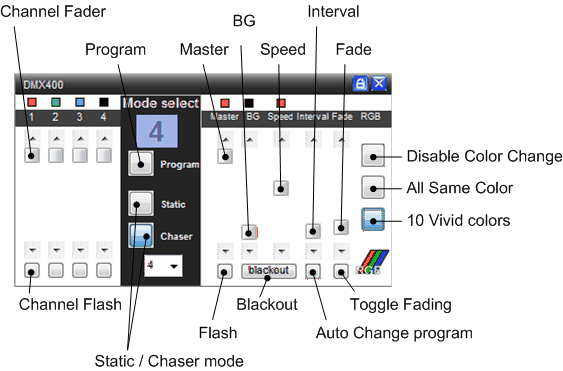 Channel Fader
Interval
BG
Program
Master
Speed
Fade
DMX400
Mode select
1 2 3 4
Master BG Speed Interval Fade RGB
4
Program
Static
Chaser
4
blackout
RGB
Disable Color Change
All Same Color
10 Vivid colors
Channel Flash
Flash
Blackout
Toggle Fading
Auto Change program
Static / Chaser mode